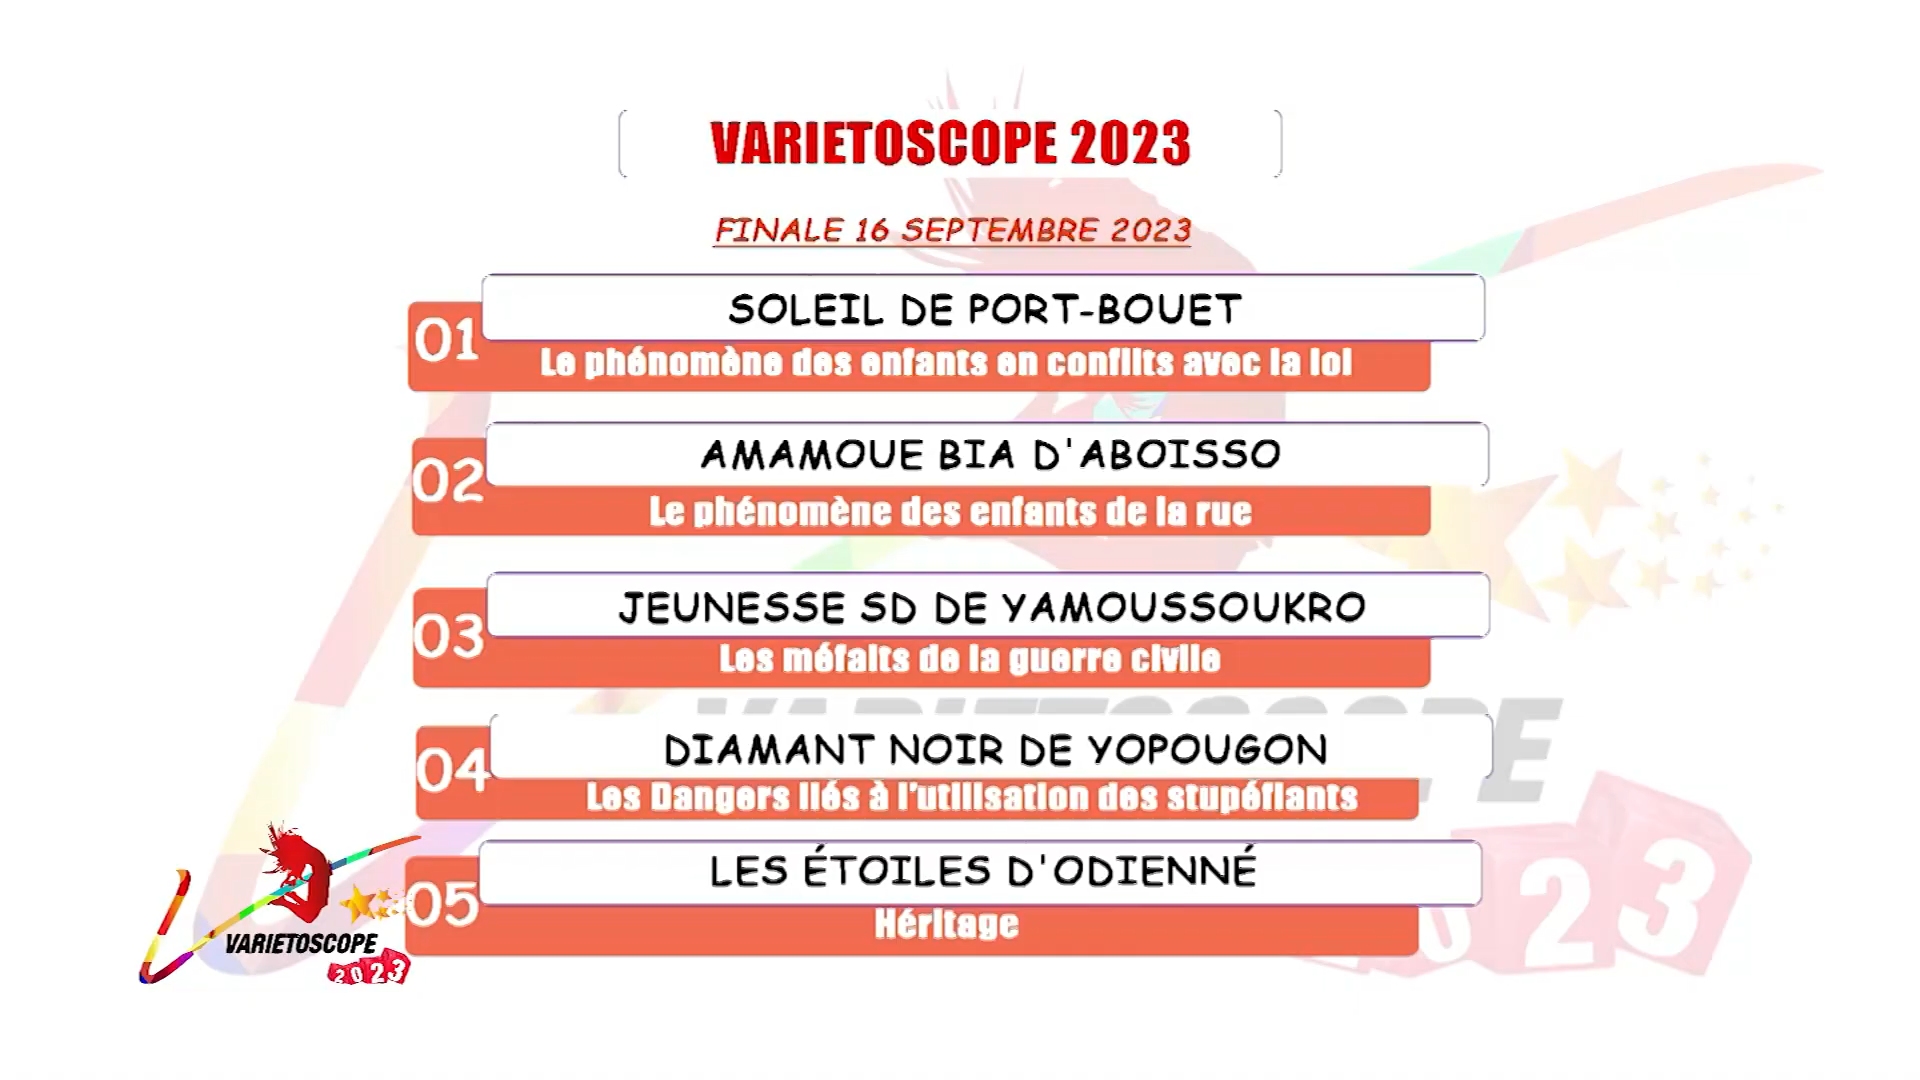 VARIETOSCOPE 2023
FINALE 16 SEPTEMBRE 2023
01
SOLEIL DE PORT-BOUET
Le phénomène des enfants en conflits avec la loi
02
AMAMOUE BIA D'ABOISSO
Le phénomène des enfants de la rue
03
JEUNESSE SD DE YAMOUSSOUKRO
Les méfaits de la guerre civile
04
DIAMANT NOIR DE YOPOUGON
Les Dangers liés à l'utilisation des stupéfiants
05
LES ÉTOILES D'ODIENNÉ
Héritage
VARIETOSCOPE
2023